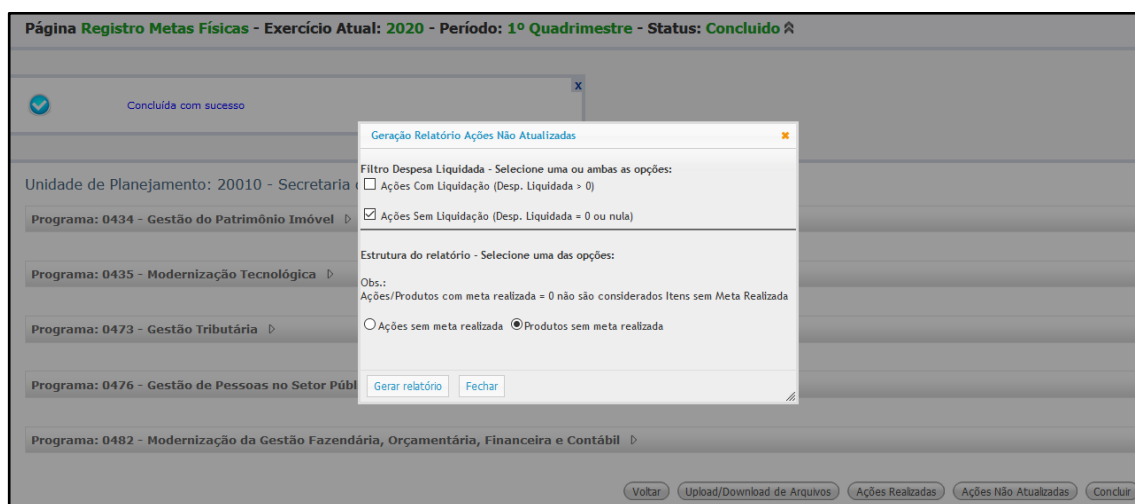 Página Registro Metas Físicas - Exercício Atual: 2020 - Período: 1º Quadrimestre - Status: Concluido
x
Concluída com sucesso
Geração Relatório Ações Não Atualizadas
Filtro Despesa Liquidada - Selecione uma ou ambas as opções:
Ações Com Liquidação (Desp. Liquidada > 0)
Ações Sem Liquidação (Desp. Liquidada = 0 ou nula)
Estrutura do relatório - Selecione uma das opções:
Obs.:
Ações/Produtos com meta realizada = 0 não são considerados Itens sem Meta Realizada
Ações sem meta realizada Produtos sem meta realizada
Gerar relatório Fechar
Unidade de Planejamento: 20010 - Secretaria
Programa: 0434 - Gestão do Patrimônio Imóvel
Programa: 0435 - Modernização Tecnológica
Programa: 0473 - Gestão Tributária
Programa: 0476 - Gestão de Pessoas no Setor Públ
Programa: 0482 - Modernização da Gestão Fazendária, Orçamentária, Financeira e Contábil
Voltar Upload/Download de Arquivos Ações Realizadas Ações Não Atualizadas Concluir